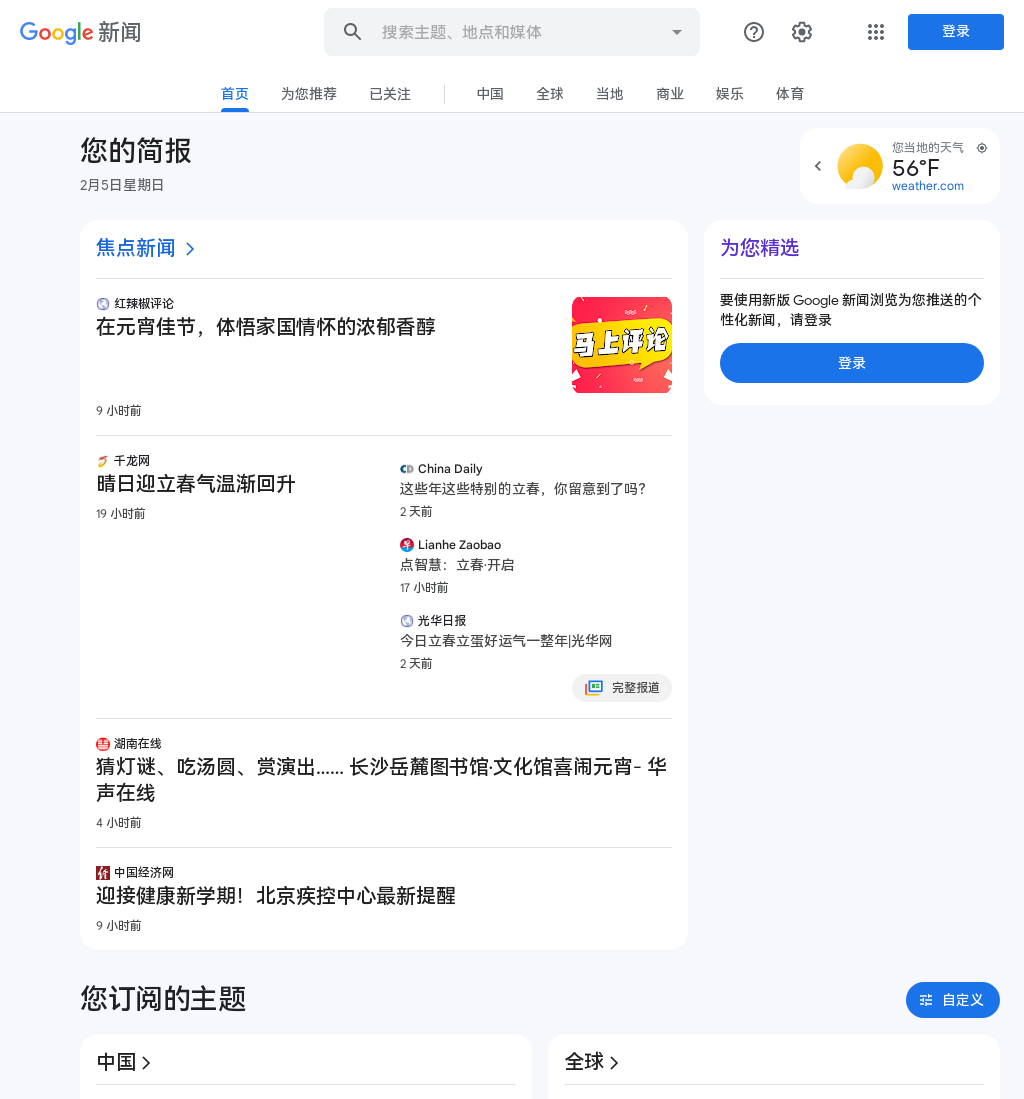 Google 新闻
搜索主题、地点和媒体
登录
首页
为您推荐
已关注
中国
全球
当地
商业
娱乐
体育
您的简报
2月5日星期日
您当地的天气
56°F
weather.com
焦点新闻
红辣椒评论
在元宵佳节，体悟家国情怀的浓郁香醇
马上评论
9 小时前
千龙网
晴日迎立春气温渐回升
19 小时前
China Daily
这些年这些特别的立春，你留意到了吗？
2 天前
Lianhe Zaobao
点智慧：立春·开启
17 小时前
光华日报
今日立春立蛋好运气一整年|光华网
2 天前
完整报道
湖南在线
猜灯谜、吃汤圆、赏演出…… 长沙岳麓图书馆·文化馆喜闹元宵- 华
声在线
4 小时前
中国经济网
迎接健康新学期！北京疾控中心最新提醒
9 小时前
为您精选
要使用新版 Google 新闻浏览为您推送的个
性化新闻，请登录
登录
您订阅的主题
自定义
中国
全球